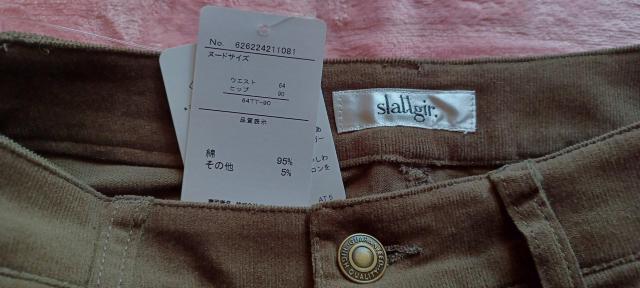 No. 626224211081
ヌードサイズ
ウエスト 64
ヒップ 90
64TT-90
品質表示
綿 95%
その他 5%
slallgir.
QUALITY